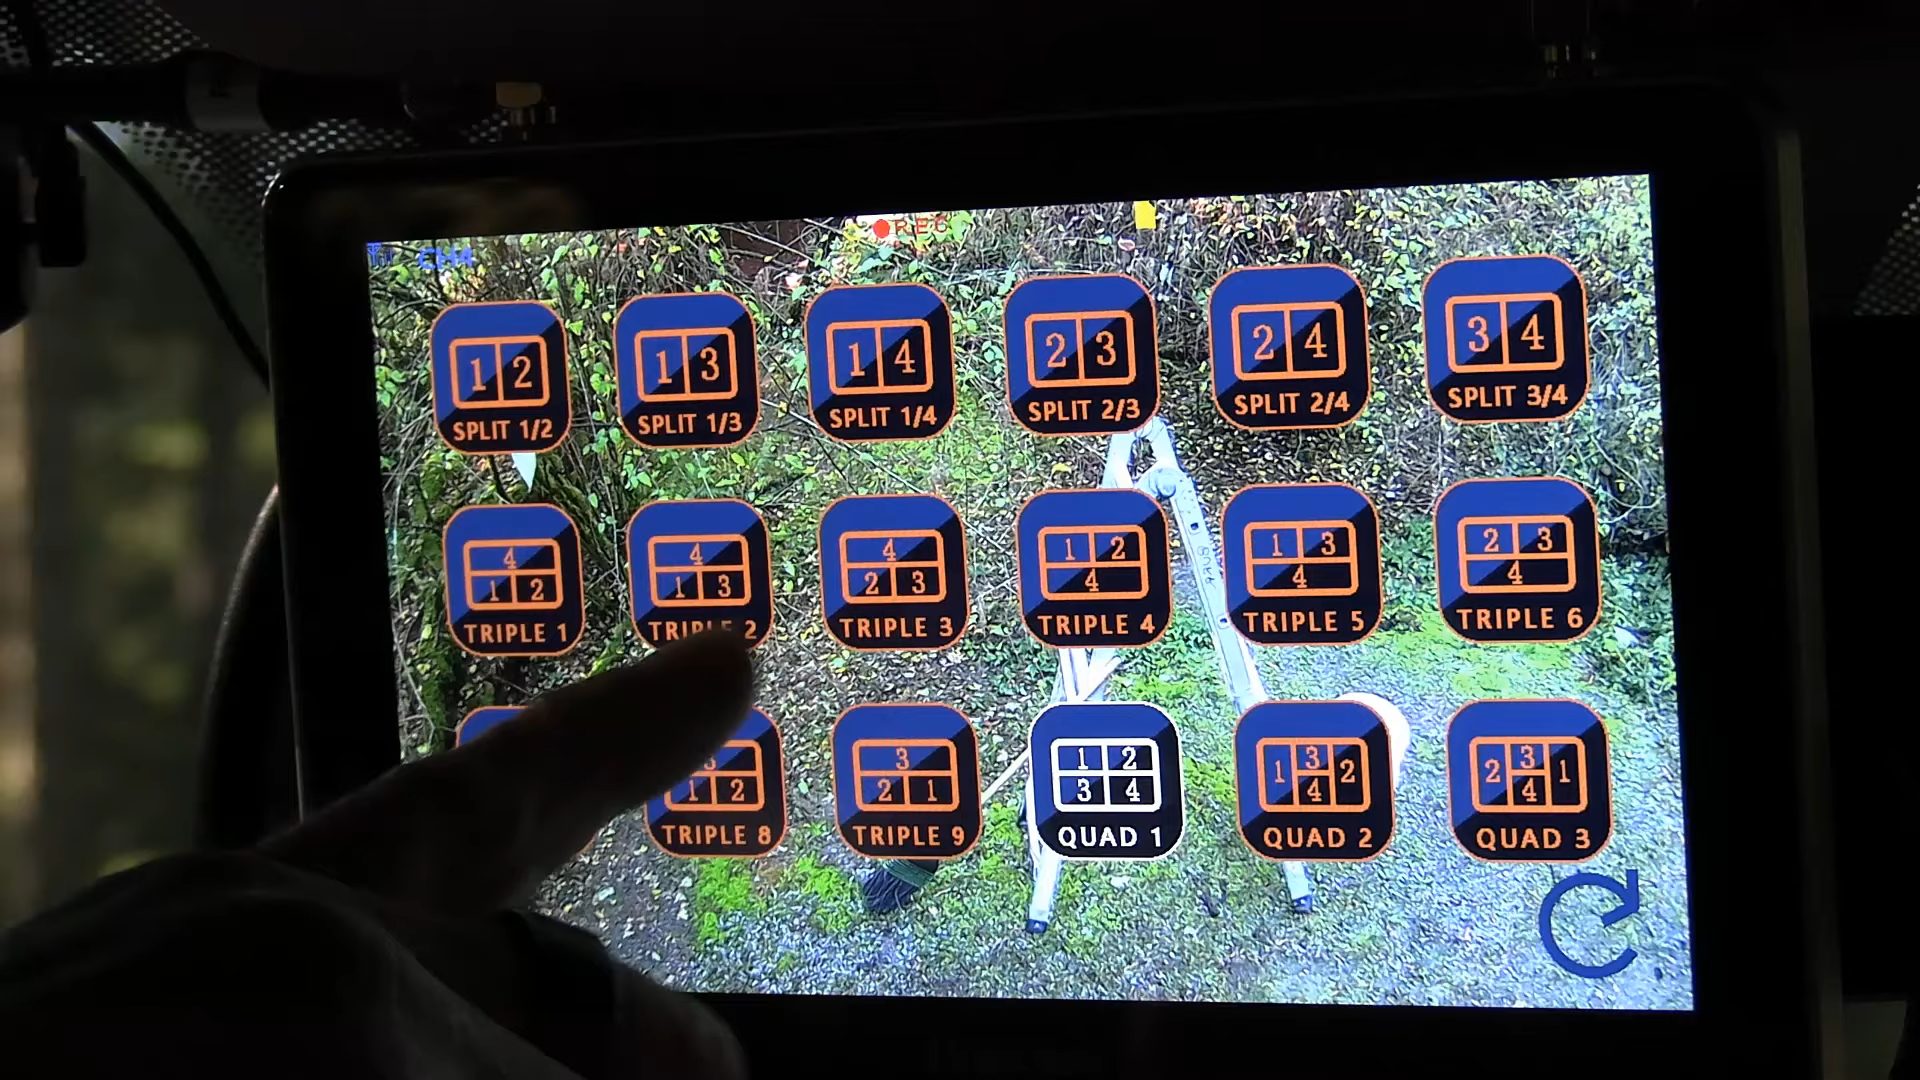 REC
CH4
1 2
SPLIT 1/2
1 3
SPLIT 1/3
1 4
SPLIT 1/4
2 3
SPLIT 2/3
2 4
SPLIT 2/4
3 4
SPLIT 3/4
4
1 2
TRIPLE 1
4
1 3
TRIPLE 2
4
2 3
TRIPLE 3
1 2
4
TRIPLE 4
1 3
4
TRIPLE 5
2 3
4
TRIPLE 6
3
1 2
TRIPLE 8
3
2 1
TRIPLE 9
1 2
3 4
QUAD 1
1 3 2
4
QUAD 2
2 3 1
4
QUAD 3